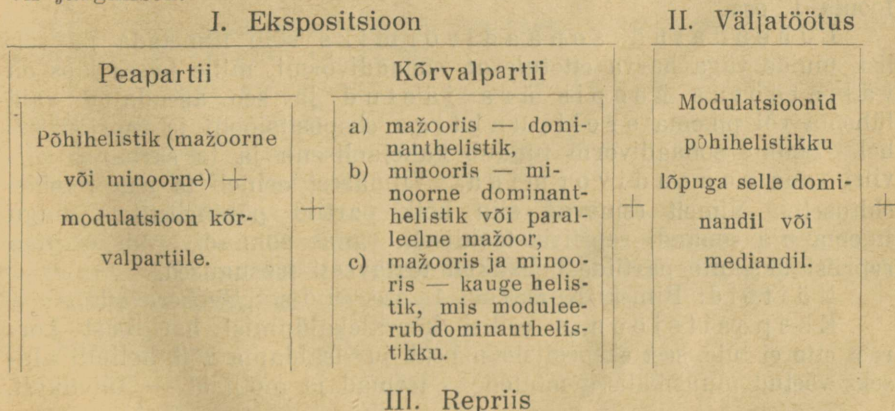 I. Ekspositsioon
II. Väljatöötus
Peapartii
Põhihelistik (mažoorne
või minoorne) +
modulatsioon kõr-
valpartiile.
+
Kõrvalpartii
a) mažooris — domi-
nanthelistik,
b) minooris — mi-
noorne dominant-
helistik või paral-
leelne mažoor,
c) mažooris ja minoo-
ris — kauge helis-
tik, mis modulee-
rub dominanthelis-
tikku.
+
Modulatsioonid
põhihelistikku
lõpuga selle domi-
nandil või
mediandil.
+
III. Repriis